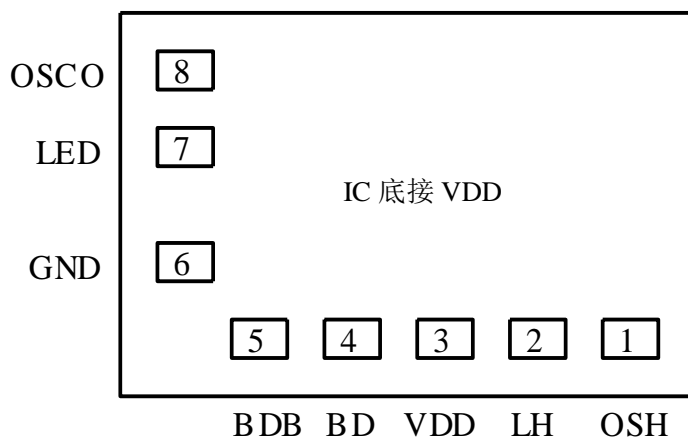 OSCO 8
LED 7
IC 底接 VDD
GND 6
5 4 3 2 1
BDB BD VDD LH OSH